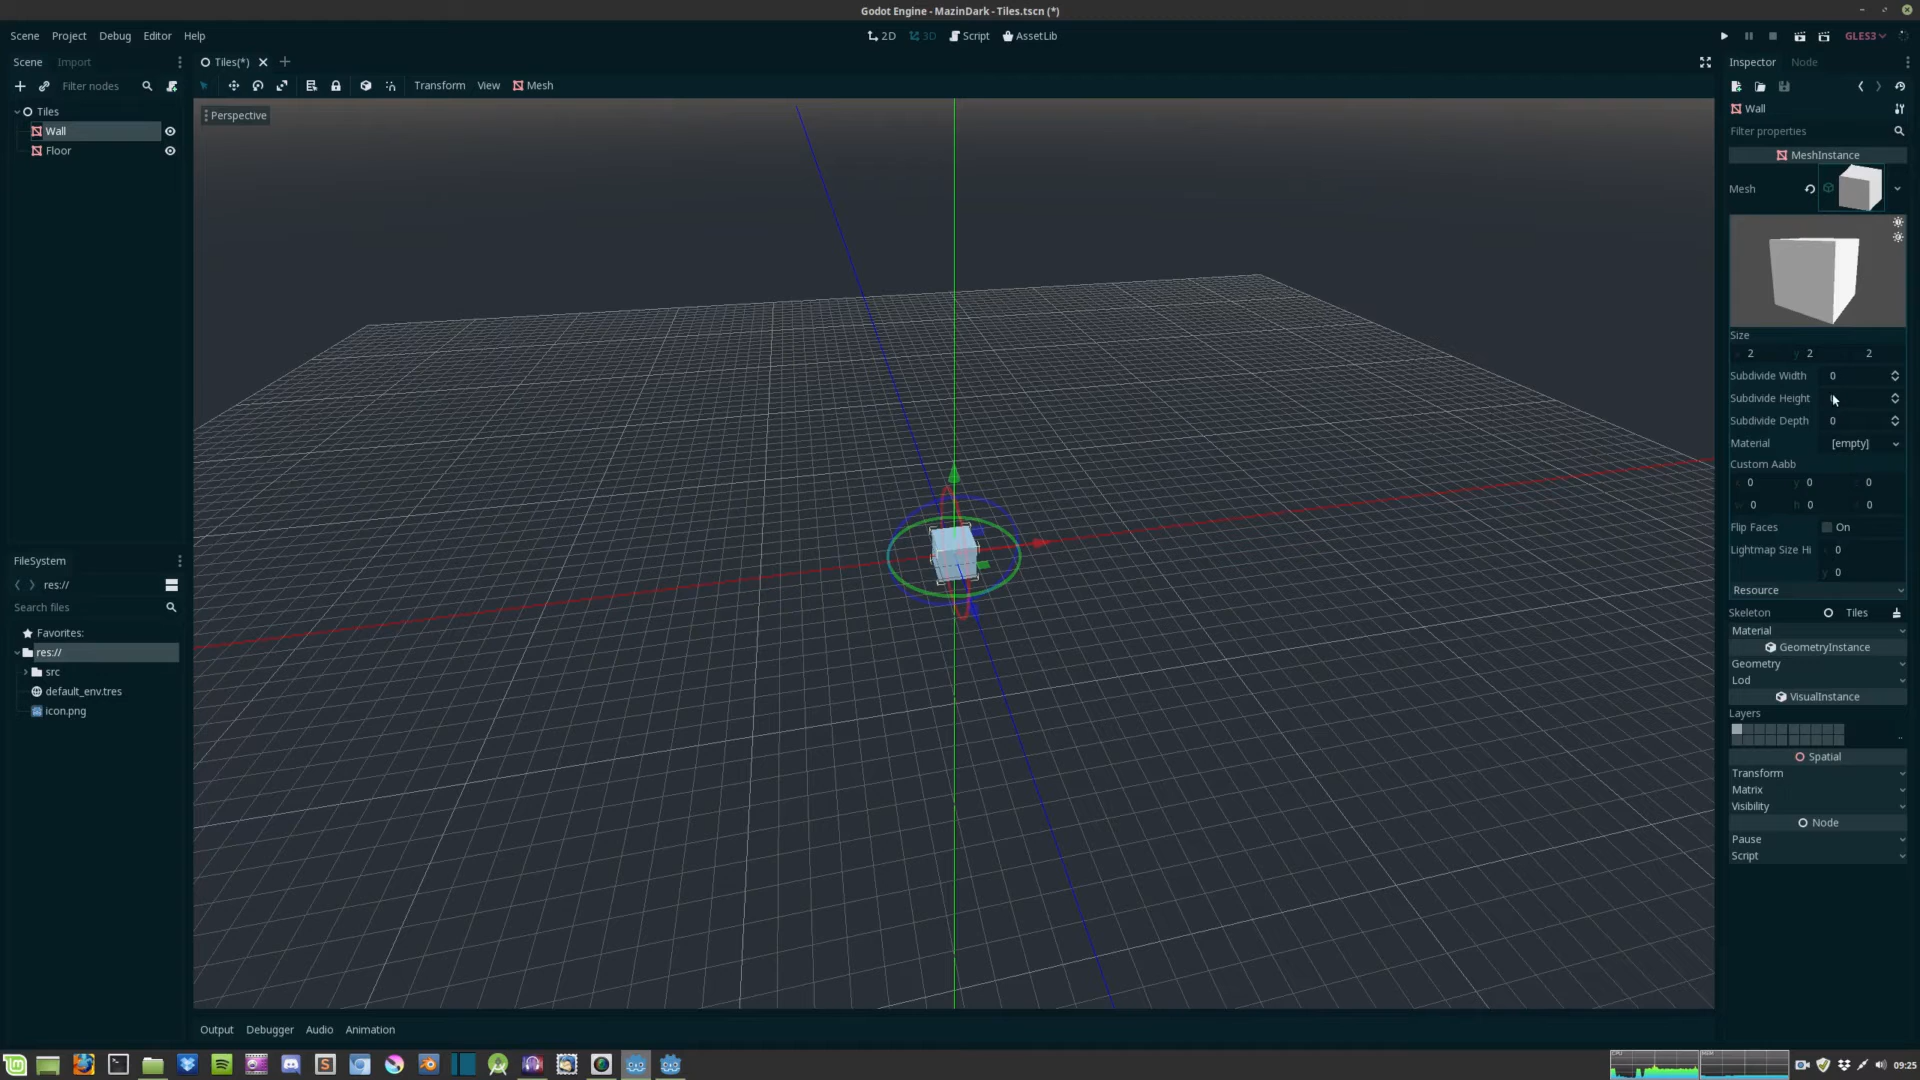 Godot Engine - MazinDark - Tiles.tscn (*)
Scene Project Debug Editor Help
2D 3D Script AssetLib
GLES3
Scene Import
Tiles(*)
Inspector Node
Filter nodes
Transform View Mesh
Tiles
Wall
Floor
Perspective
Wall
Filter properties
MeshInstance
Mesh
Size
2 y 2 2
Subdivide Width 0
Subdivide Height
Subdivide Depth 0
Material [empty]
Custom Aabb
x 0 y 0 z 0
w 0 h 0 0
Flip Faces On
Lightmap Size Hi 0
y 0
Resource
Skeleton Tiles
Material
GeometryInstance
Geometry
Lod
VisualInstance
Layers
..
Spatial
Transform
Matrix
Visibility
Node
Pause
Script
FileSystem
res://
Search files
Favorites:
res://
src
default_env.tres
icon.png
Output Debugger Audio Animation
CPU
MEM
09:25